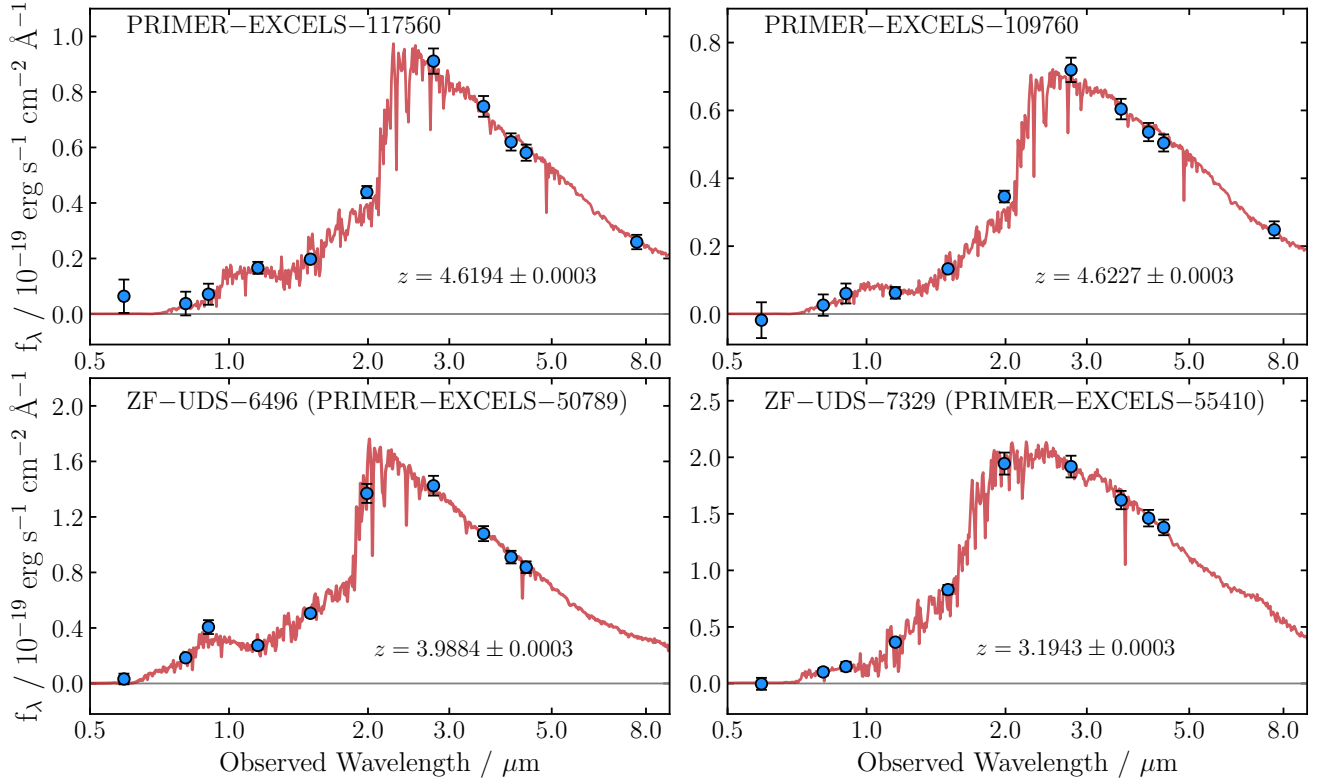 PRIMER−EXCELS−117560
f_λ / 10⁻¹⁹ erg s⁻¹ cm⁻² Å⁻¹
1.0
0.8
0.6
0.4
0.2
0.0
z = 4.6194 ± 0.0003
0.5 1.0 2.0 3.0 5.0 8.0
PRIMER−EXCELS−109760
0.8
0.6
0.4
0.2
0.0
z = 4.6227 ± 0.0003
0.5 1.0 2.0 3.0 5.0 8.0
ZF−UDS−6496 (PRIMER−EXCELS−50789)
f_λ / 10⁻¹⁹ erg s⁻¹ cm⁻² Å⁻¹
2.0
1.6
1.2
0.8
0.4
0.0
z = 3.9884 ± 0.0003
0.5 1.0 2.0 3.0 5.0 8.0
Observed Wavelength / μm
ZF−UDS−7329 (PRIMER−EXCELS−55410)
2.5
2.0
1.5
1.0
0.5
0.0
z = 3.1943 ± 0.0003
0.5 1.0 2.0 3.0 5.0 8.0
Observed Wavelength / μm